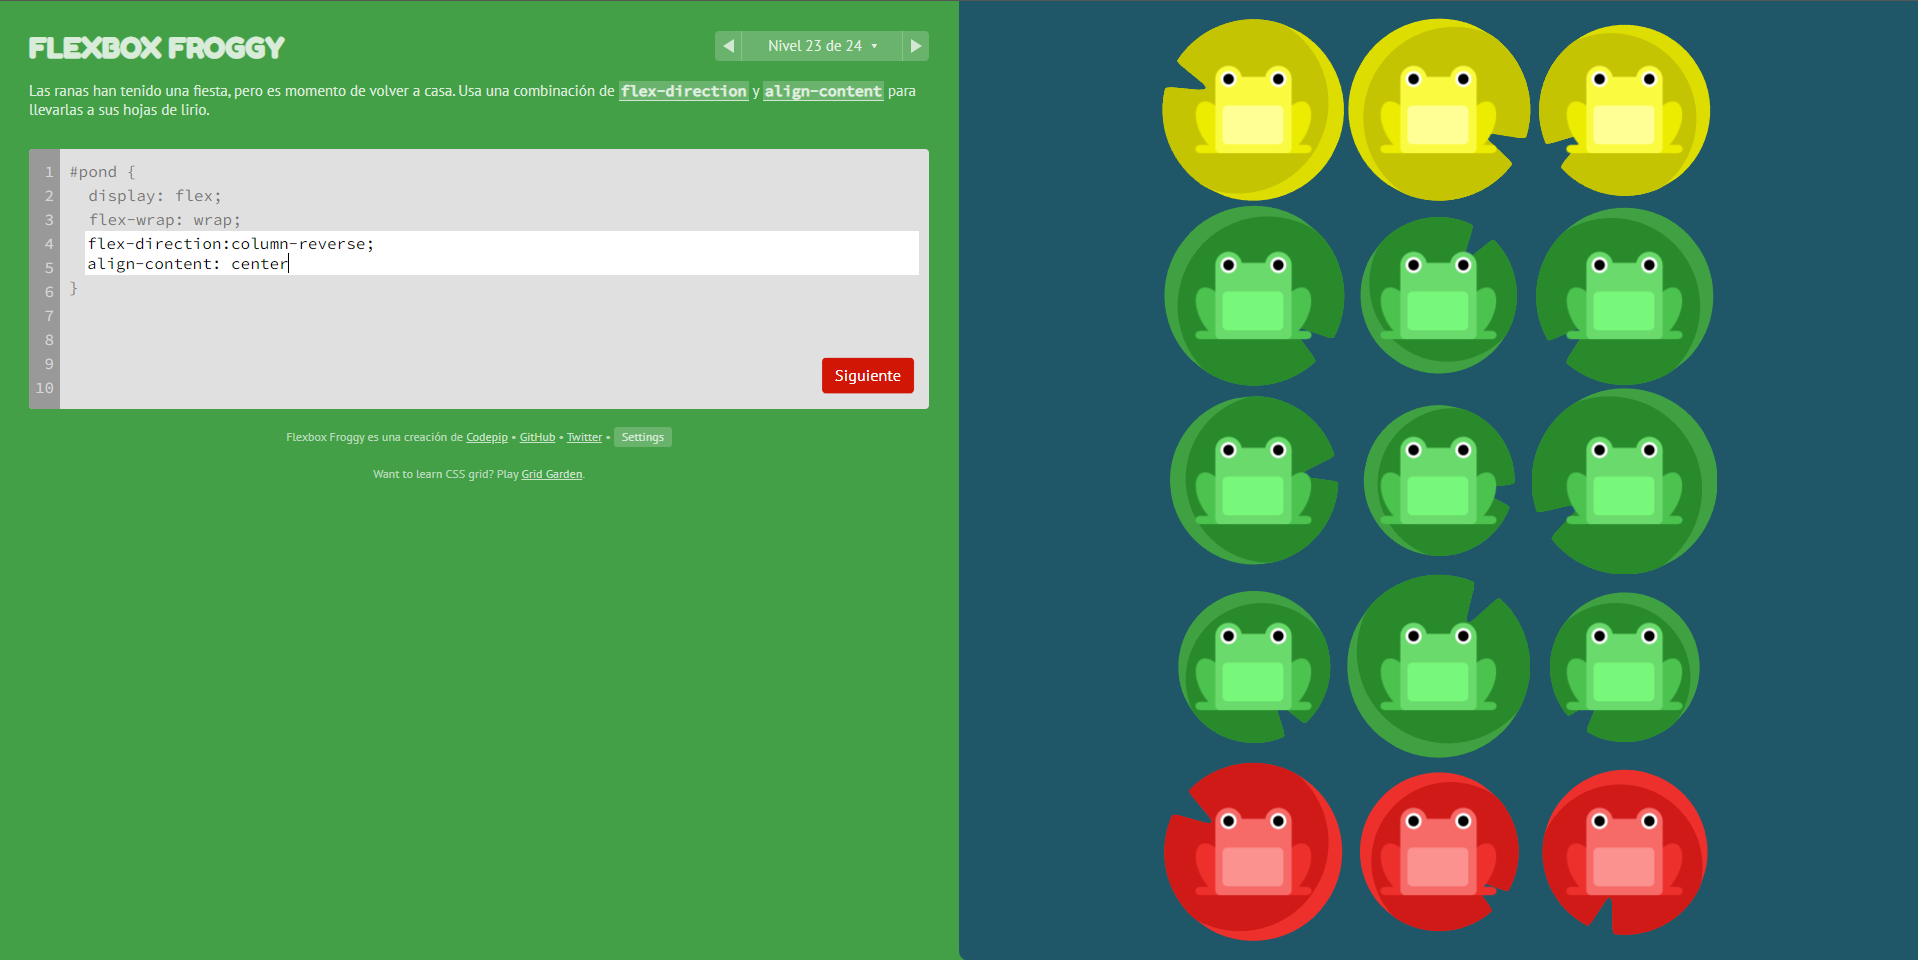 FLEXBOX FROGGY
◀ Nivel 23 de 24 ▾ ▶
Las ranas han tenido una fiesta, pero es momento de volver a casa. Usa una combinación de flex-direction y align-content para
llevarlas a sus hojas de lirio.
1 #pond {
2 display: flex;
3 flex-wrap: wrap;
4 flex-direction:column-reverse;
5 align-content: center
6 }
7
8
9
10
Siguiente
Flexbox Froggy es una creación de Codepip • GitHub • Twitter • Settings
Want to learn CSS grid? Play Grid Garden.